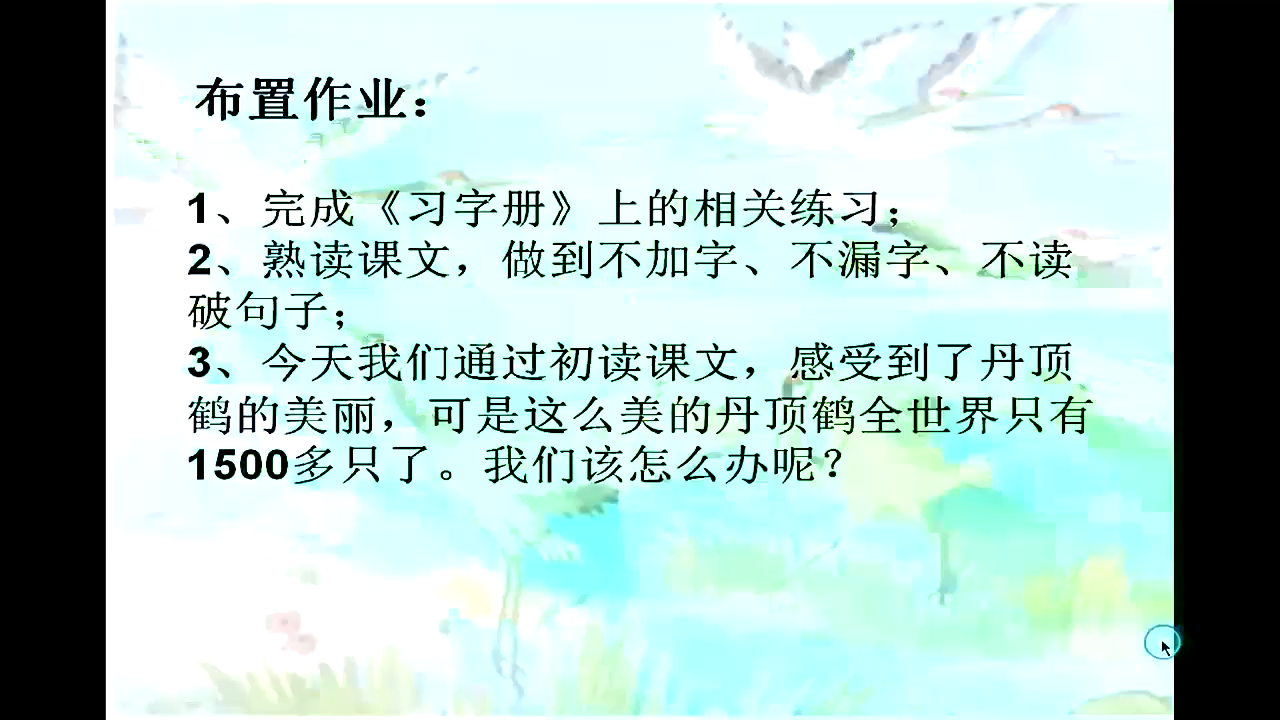 布置作业：
1、完成《习字册》上的相关练习；
2、熟读课文，做到不加字、不漏字、不读
破句子；
3、今天我们通过初读课文，感受到了丹顶
鹤的美丽，可是这么美的丹顶鹤全世界只有
1500多只了。我们该怎么办呢？